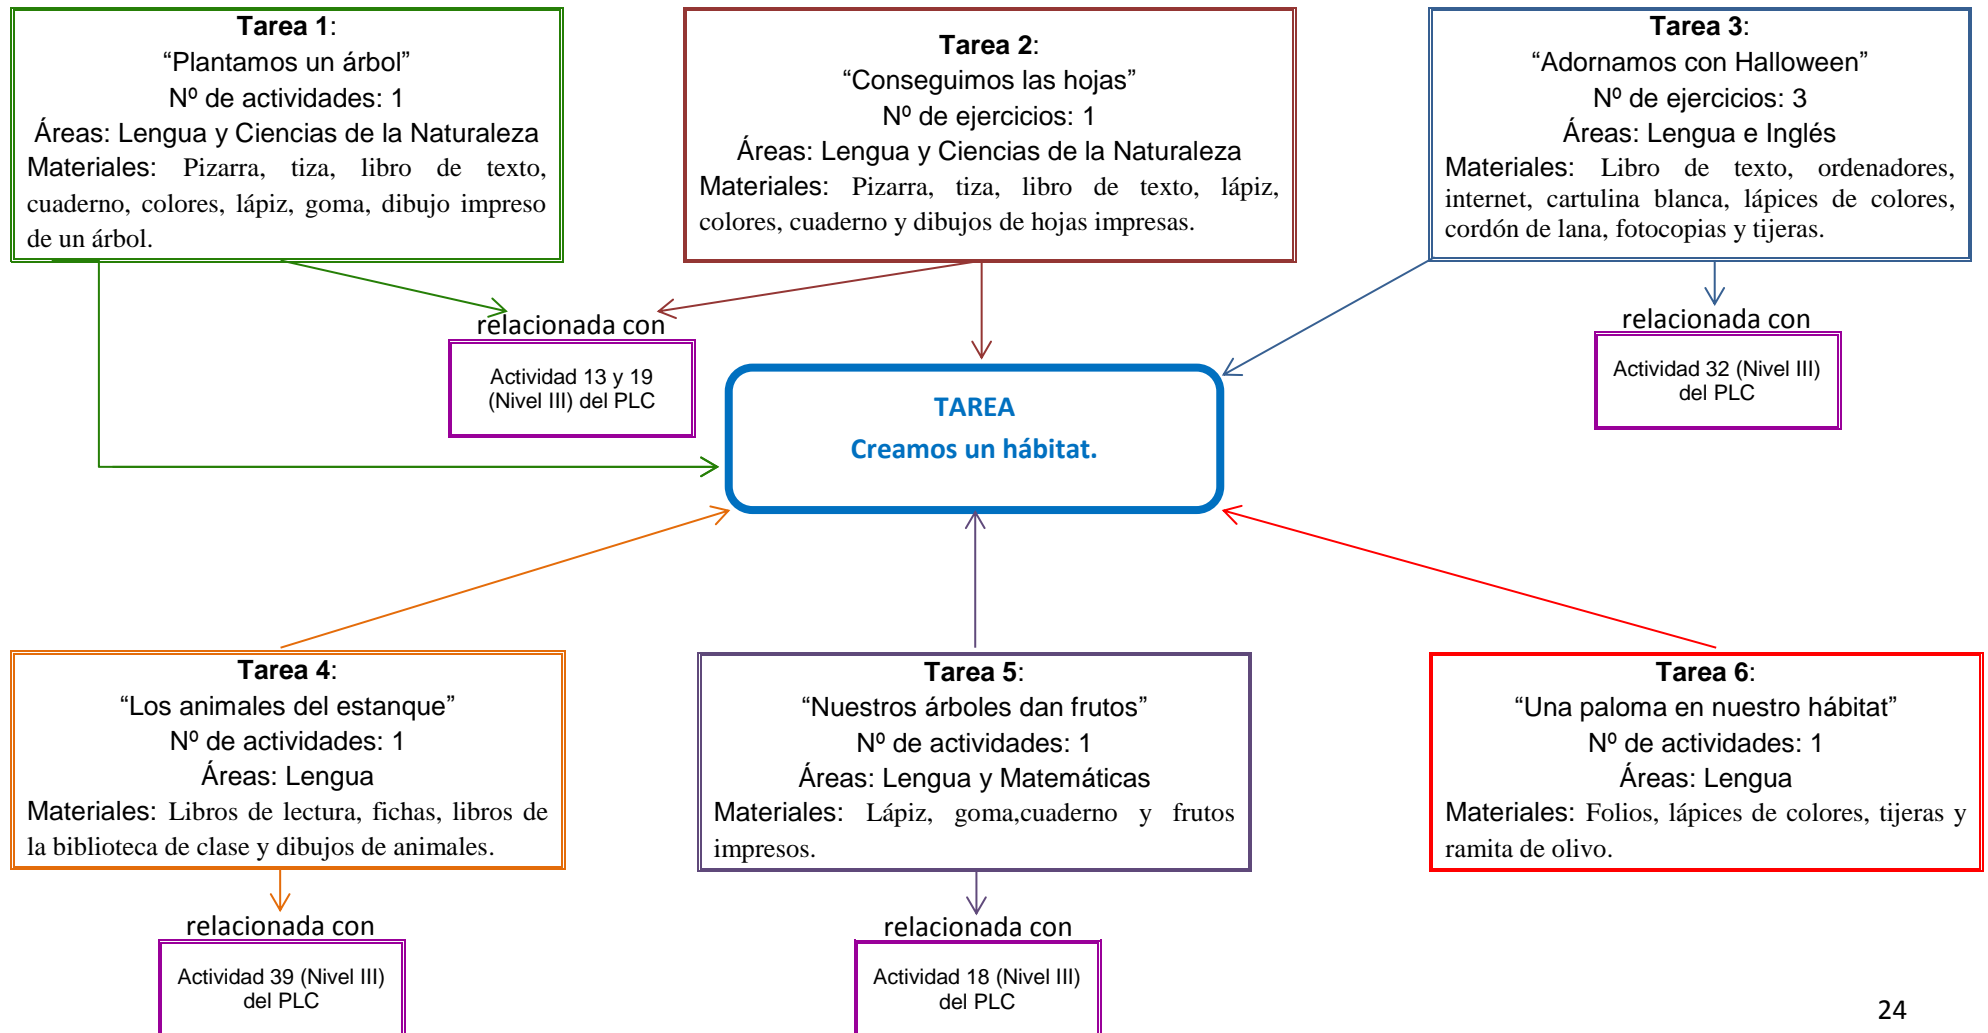 Tarea 1:
“Plantamos un árbol”
Nº de actividades: 1
Áreas: Lengua y Ciencias de la Naturaleza
Materiales: Pizarra, tiza, libro de texto,
cuaderno, colores, lápiz, goma, dibujo impreso
de un árbol.
Tarea 2:
“Conseguimos las hojas”
Nº de ejercicios: 1
Áreas: Lengua y Ciencias de la Naturaleza
Materiales: Pizarra, tiza, libro de texto, lápiz,
colores, cuaderno y dibujos de hojas impresas.
Tarea 3:
“Adornamos con Halloween”
Nº de ejercicios: 3
Áreas: Lengua e Inglés
Materiales: Libro de texto, ordenadores,
internet, cartulina blanca, lápices de colores,
cordón de lana, fotocopias y tijeras.
relacionada con
Actividad 13 y 19
(Nivel III) del PLC
relacionada con
Actividad 32 (Nivel III)
del PLC
TAREA
Creamos un hábitat.
Tarea 4:
“Los animales del estanque”
Nº de actividades: 1
Áreas: Lengua
Materiales: Libros de lectura, fichas, libros de
la biblioteca de clase y dibujos de animales.
Tarea 5:
“Nuestros árboles dan frutos”
Nº de actividades: 1
Áreas: Lengua y Matemáticas
Materiales: Lápiz, goma,cuaderno y frutos
impresos.
Tarea 6:
“Una paloma en nuestro hábitat”
Nº de actividades: 1
Áreas: Lengua
Materiales: Folios, lápices de colores, tijeras y
ramita de olivo.
relacionada con
Actividad 39 (Nivel III)
del PLC
relacionada con
Actividad 18 (Nivel III)
del PLC
24